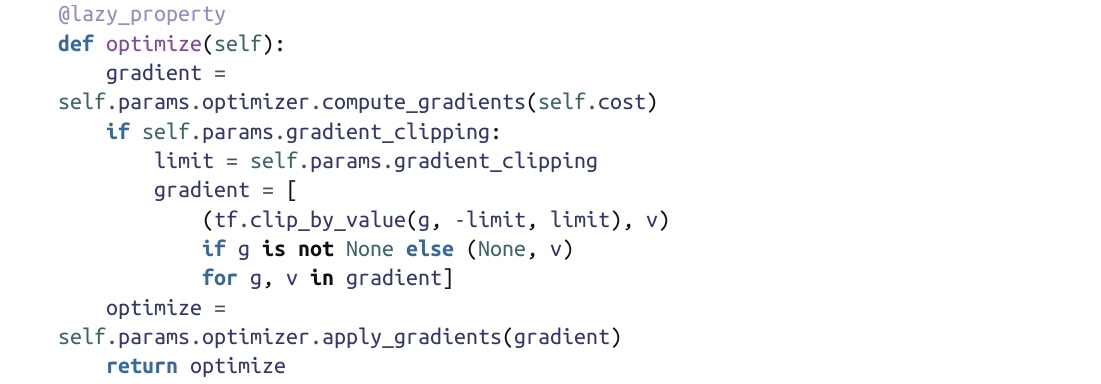 @lazy_property
def optimize(self):
    gradient =
self.params.optimizer.compute_gradients(self.cost)
    if self.params.gradient_clipping:
        limit = self.params.gradient_clipping
        gradient = [
            (tf.clip_by_value(g, -limit, limit), v)
            if g is not None else (None, v)
            for g, v in gradient]
    optimize =
self.params.optimizer.apply_gradients(gradient)
    return optimize